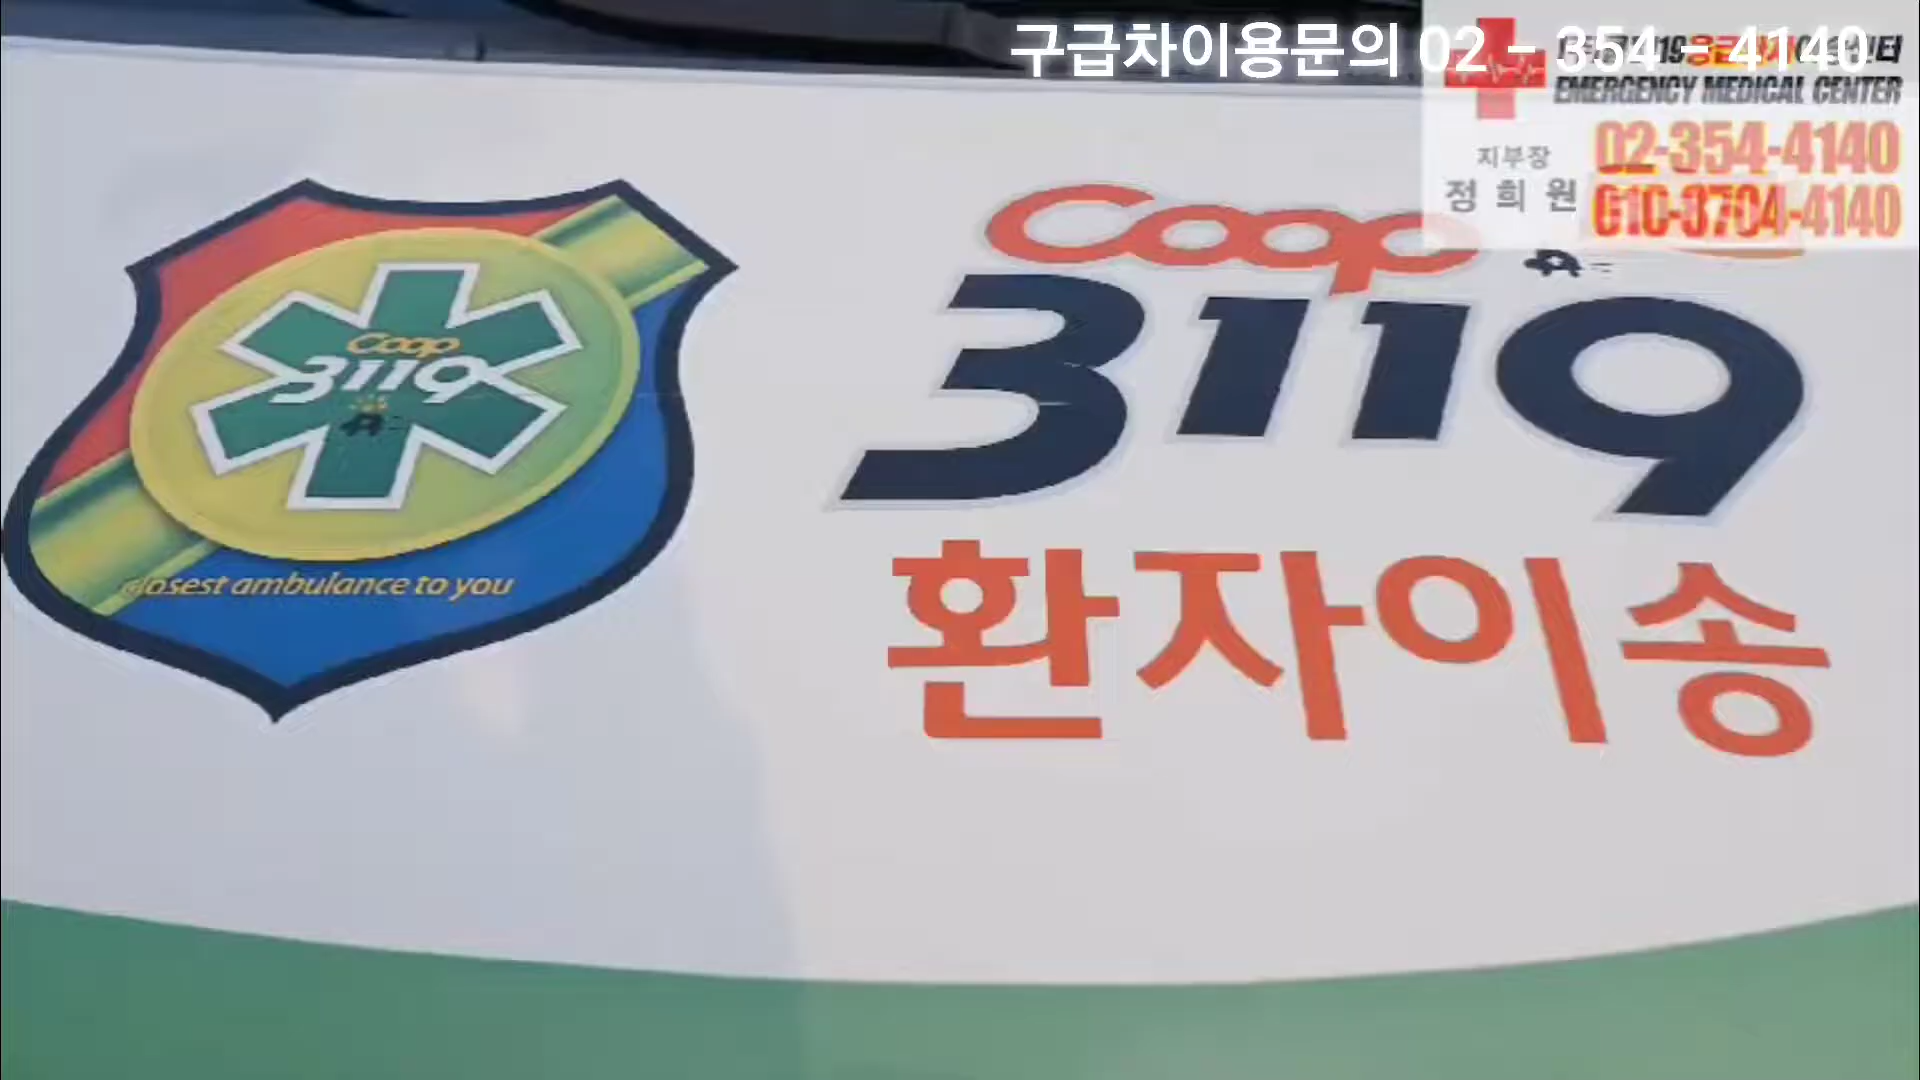 구급차이용문의 02 - 354 - 4140
EMERGENCY MEDICAL CENTER
02-354-4140
지부장
정 희 원
010-3704-4140
Coop
3119
환자이송
Coop
3119
closest ambulance to you